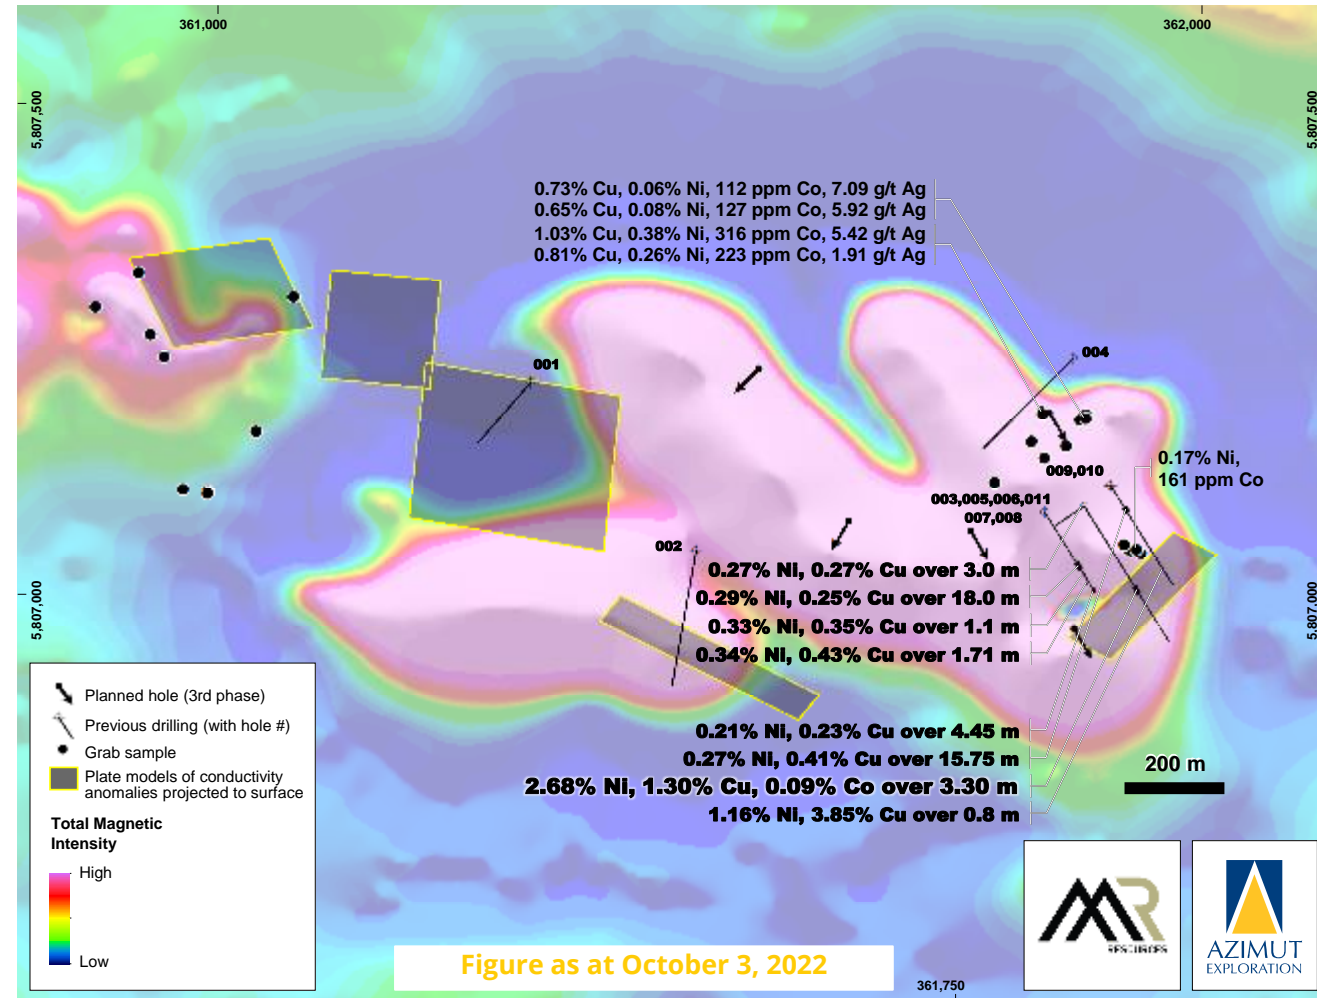 361,000
362,000
5,807,500
5,807,500
0.73% Cu, 0.06% Ni, 112 ppm Co, 7.09 g/t Ag
0.65% Cu, 0.08% Ni, 127 ppm Co, 5.92 g/t Ag
1.03% Cu, 0.38% Ni, 316 ppm Co, 5.42 g/t Ag
0.81% Cu, 0.26% Ni, 223 ppm Co, 1.91 g/t Ag
001
004
0.17% Ni,
161 ppm Co
009,010
003,005,006,011
007,008
002
0.27% Ni, 0.27% Cu over 3.0 m
0.29% Ni, 0.25% Cu over 18.0 m
0.33% Ni, 0.35% Cu over 1.1 m
0.34% Ni, 0.43% Cu over 1.71 m
5,807,000
5,807,000
0.21% Ni, 0.23% Cu over 4.45 m
0.27% Ni, 0.41% Cu over 15.75 m
2.68% Ni, 1.30% Cu, 0.09% Co over 3.30 m
1.16% Ni, 3.85% Cu over 0.8 m
200 m
Planned hole (3rd phase)
Previous drilling (with hole #)
Grab sample
Plate models of conductivity
anomalies projected to surface
Total Magnetic
Intensity
High
Low
Figure as at October 3, 2022
361,750
MR
RESOURCES
AZIMUT
EXPLORATION